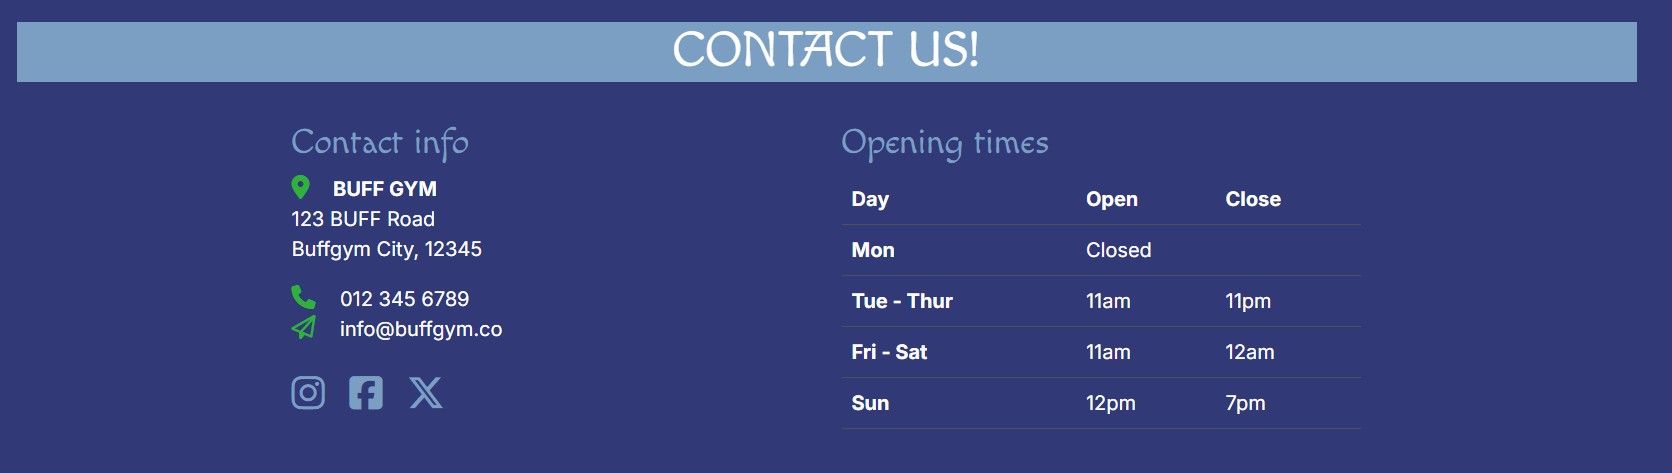 CONTACT US!
Contact info
BUFF GYM
123 BUFF Road
Buffgym City, 12345
012 345 6789
info@buffgym.co
Opening times
Day Open Close
Mon Closed
Tue - Thur 11am 11pm
Fri - Sat 11am 12am
Sun 12pm 7pm